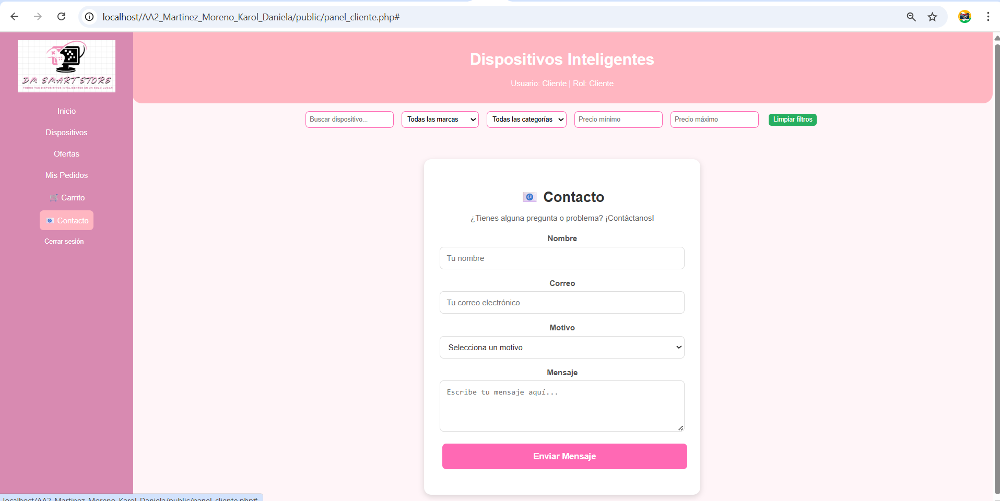 localhost/AA2_Martinez_Moreno_Karol_Daniela/public/panel_cliente.php#
DM SMART STORE
TODOS TUS DISPOSITIVOS INTELIGENTES EN UN SOLO LUGAR
Inicio
Dispositivos
Ofertas
Mis Pedidos
Carrito
Contacto
Cerrar sesión
Dispositivos Inteligentes
Usuario: Cliente | Rol: Cliente
Buscar dispositivo... Todas las marcas Todas las categorías Precio mínimo Precio máximo Limpiar filtros
Contacto
¿Tienes alguna pregunta o problema? ¡Contáctanos!
Nombre
Tu nombre
Correo
Tu correo electrónico
Motivo
Selecciona un motivo
Mensaje
Escribe tu mensaje aquí...
Enviar Mensaje
localhost/AA2_Martinez_Moreno_Karol_Daniela/public/panel_cliente.php#